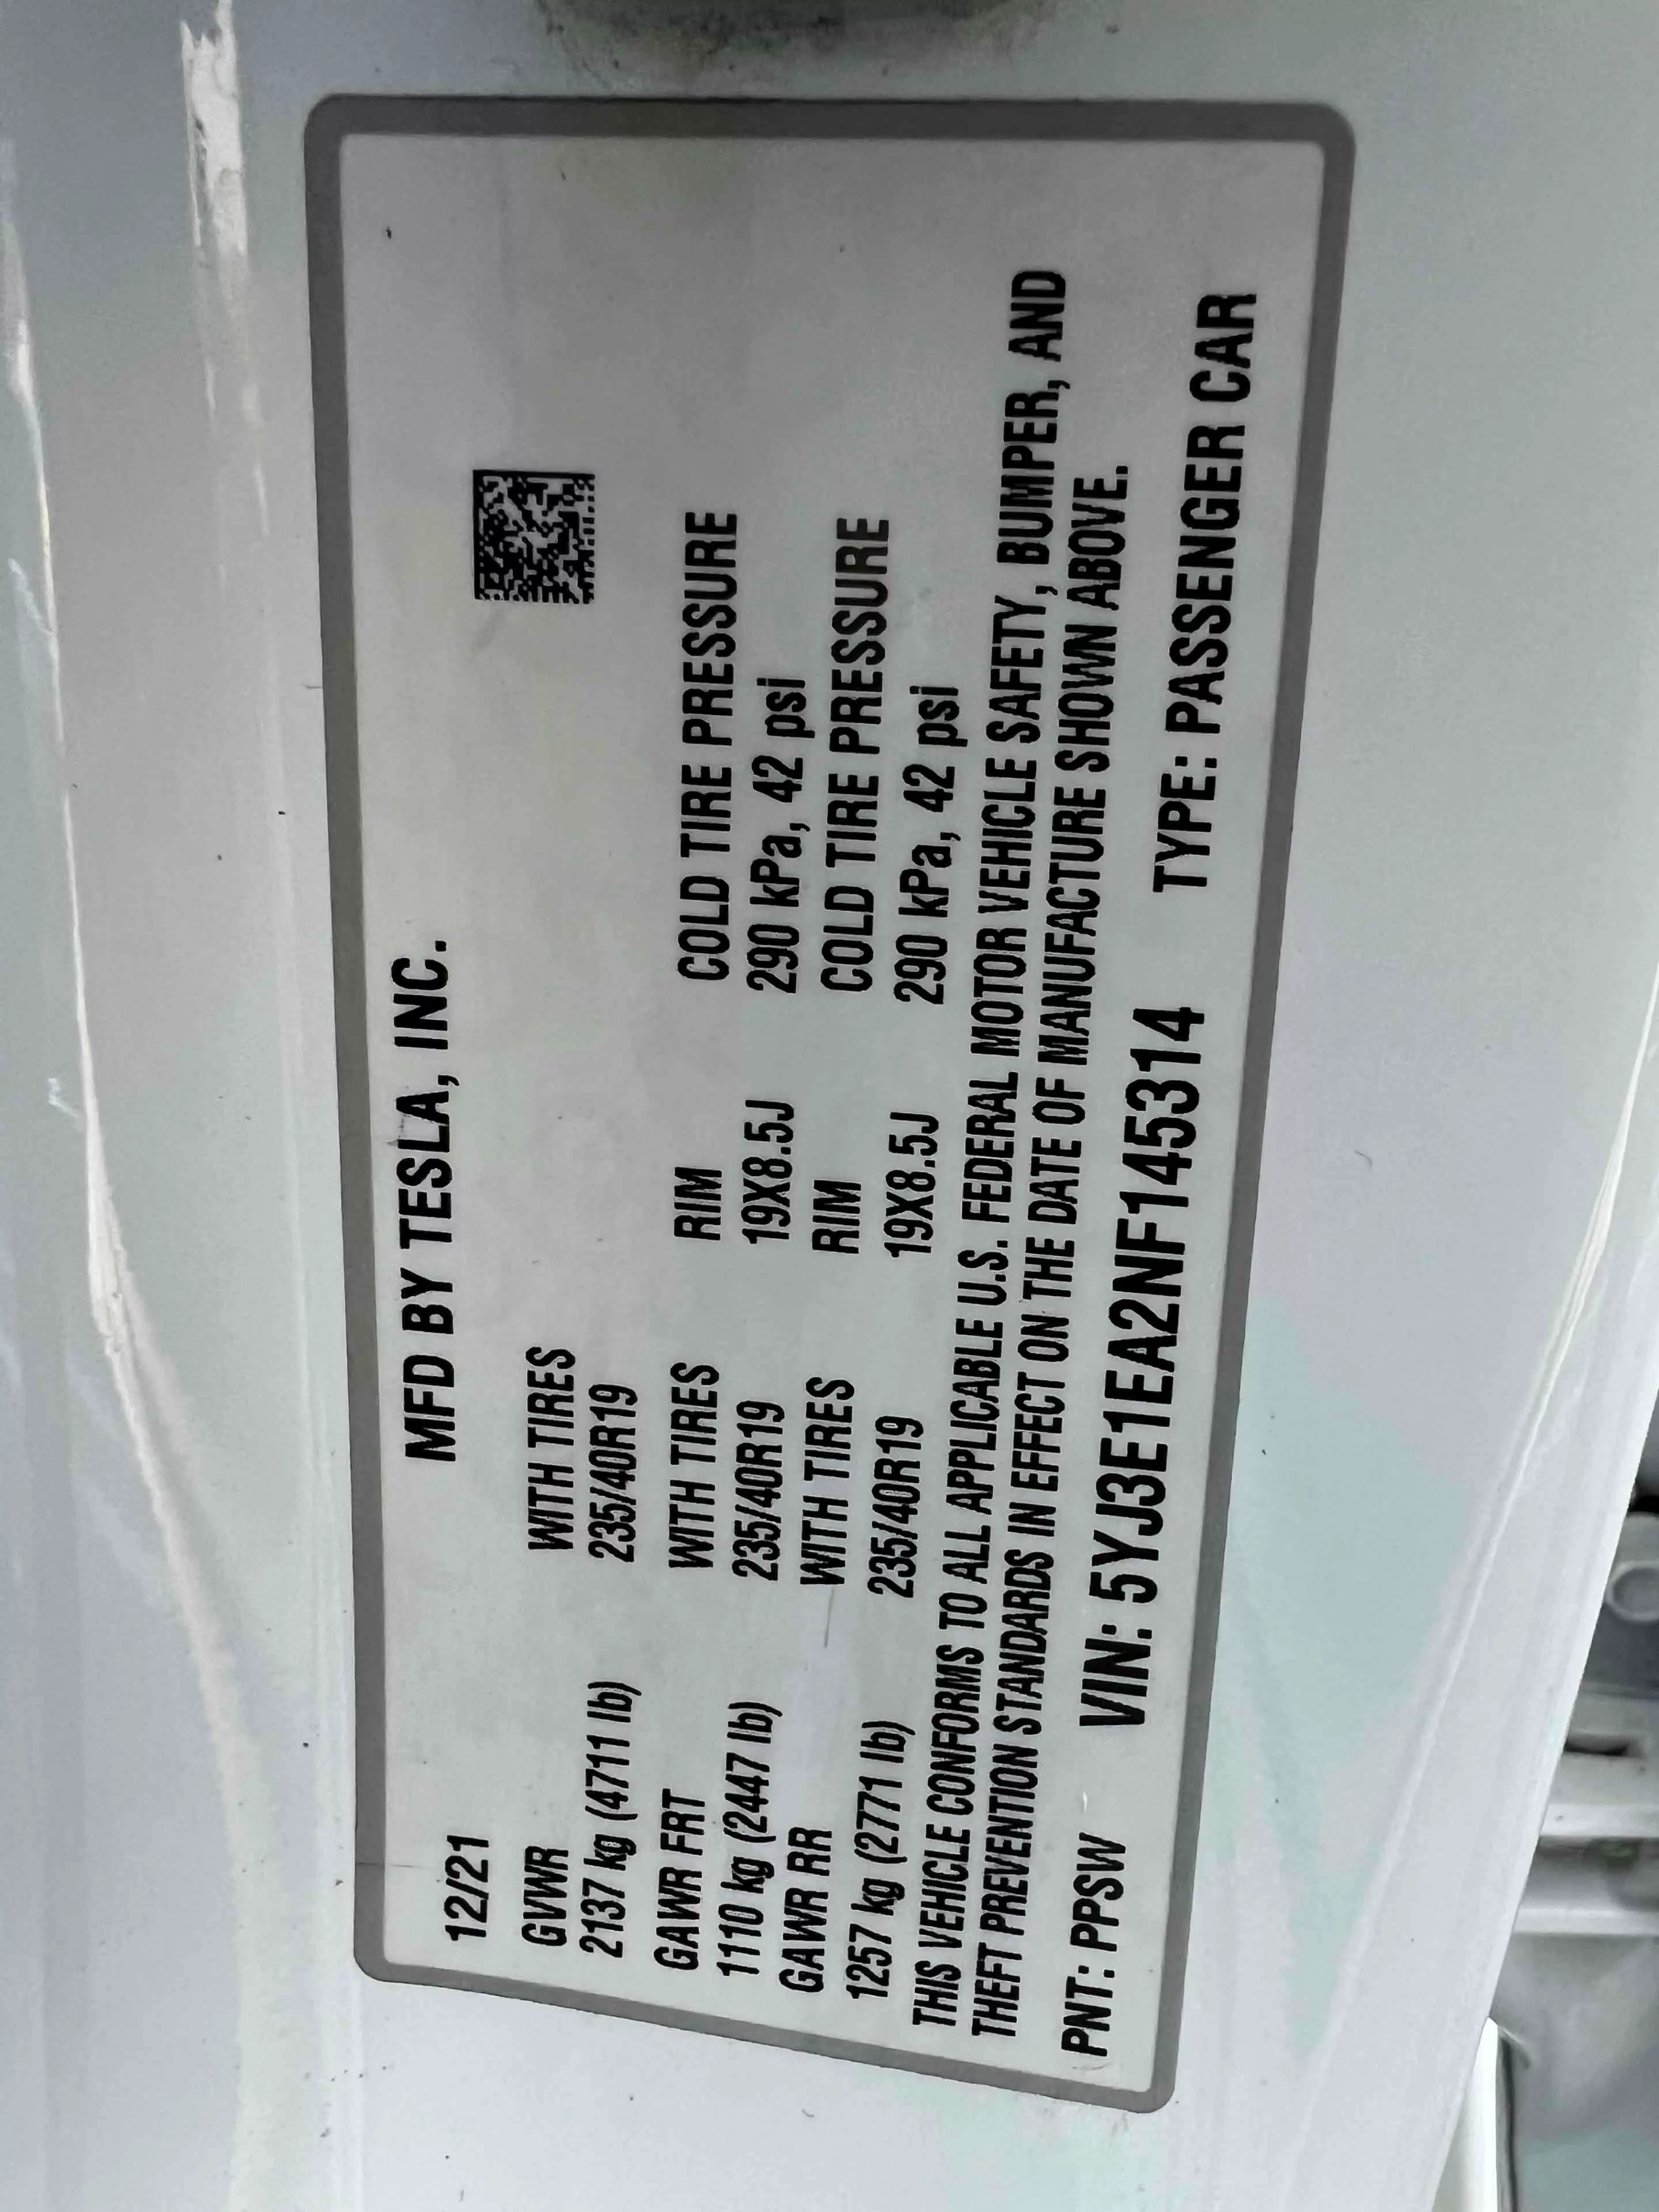 MFD BY TESLA, INC.
12/21
GVWR WITH TIRES
2137 kg (4711 lb) 235/40R19
GAWR FRT WITH TIRES RIM COLD TIRE PRESSURE
1110 kg (2447 lb) 235/40R19 19X8.5J 290 kPa, 42 psi
GAWR RR WITH TIRES RIM COLD TIRE PRESSURE
1257 kg (2771 lb) 235/40R19 19X8.5J 290 kPa, 42 psi
THIS VEHICLE CONFORMS TO ALL APPLICABLE U.S. FEDERAL MOTOR VEHICLE SAFETY, BUMPER, AND
THEFT PREVENTION STANDARDS IN EFFECT ON THE DATE OF MANUFACTURE SHOWN ABOVE.
PNT: PPSW VIN: 5YJ3E1EA2NF145314 TYPE: PASSENGER CAR